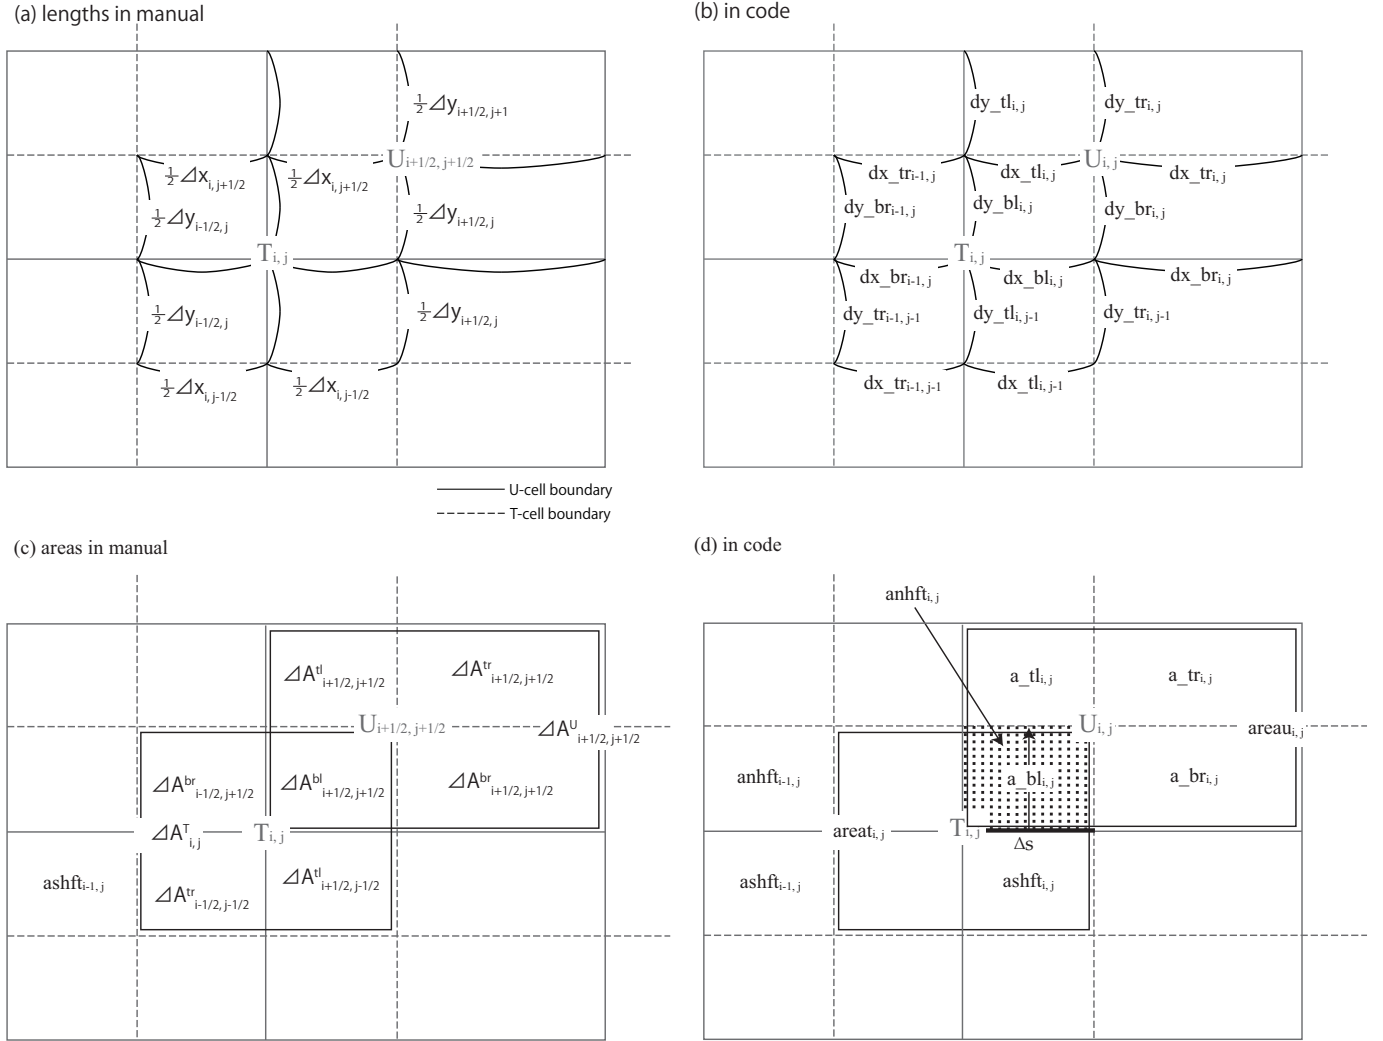 (a) lengths in manual
½⊿y i+1/2, j+1
U i+1/2, j+1/2
½⊿x i, j+1/2
½⊿x i, j+1/2
½⊿y i-1/2, j
½⊿y i+1/2, j
T i, j
½⊿y i-1/2, j
½⊿y i+1/2, j
½⊿x i, j-1/2
½⊿x i, j-1/2
(b) in code
dy_tl i, j
dy_tr i, j
U i, j
dx_tr i-1, j
dx_tl i, j
dx_tr i, j
dy_br i-1, j
dy_bl i, j
dy_br i, j
T i, j
dx_br i-1, j
dx_bl i, j
dx_br i, j
dy_tr i-1, j-1
dy_tl i, j-1
dy_tr i, j-1
dx_tr i-1, j-1
dx_tl i, j-1
U-cell boundary
T-cell boundary
(c) areas in manual
⊿A tl i+1/2, j+1/2
⊿A tr i+1/2, j+1/2
U i+1/2, j+1/2
⊿A U i+1/2, j+1/2
⊿A br i-1/2, j+1/2
⊿A bl i+1/2, j+1/2
⊿A br i+1/2, j+1/2
⊿A T i, j
T i, j
ashft i-1, j
⊿A tr i-1/2, j-1/2
⊿A tl i+1/2, j-1/2
(d) in code
anhft i, j
a_tl i, j
a_tr i, j
U i, j
areau i, j
anhft i-1, j
a_bl i, j
a_br i, j
areat i, j
T i, j
Δs
ashft i-1, j
ashft i, j